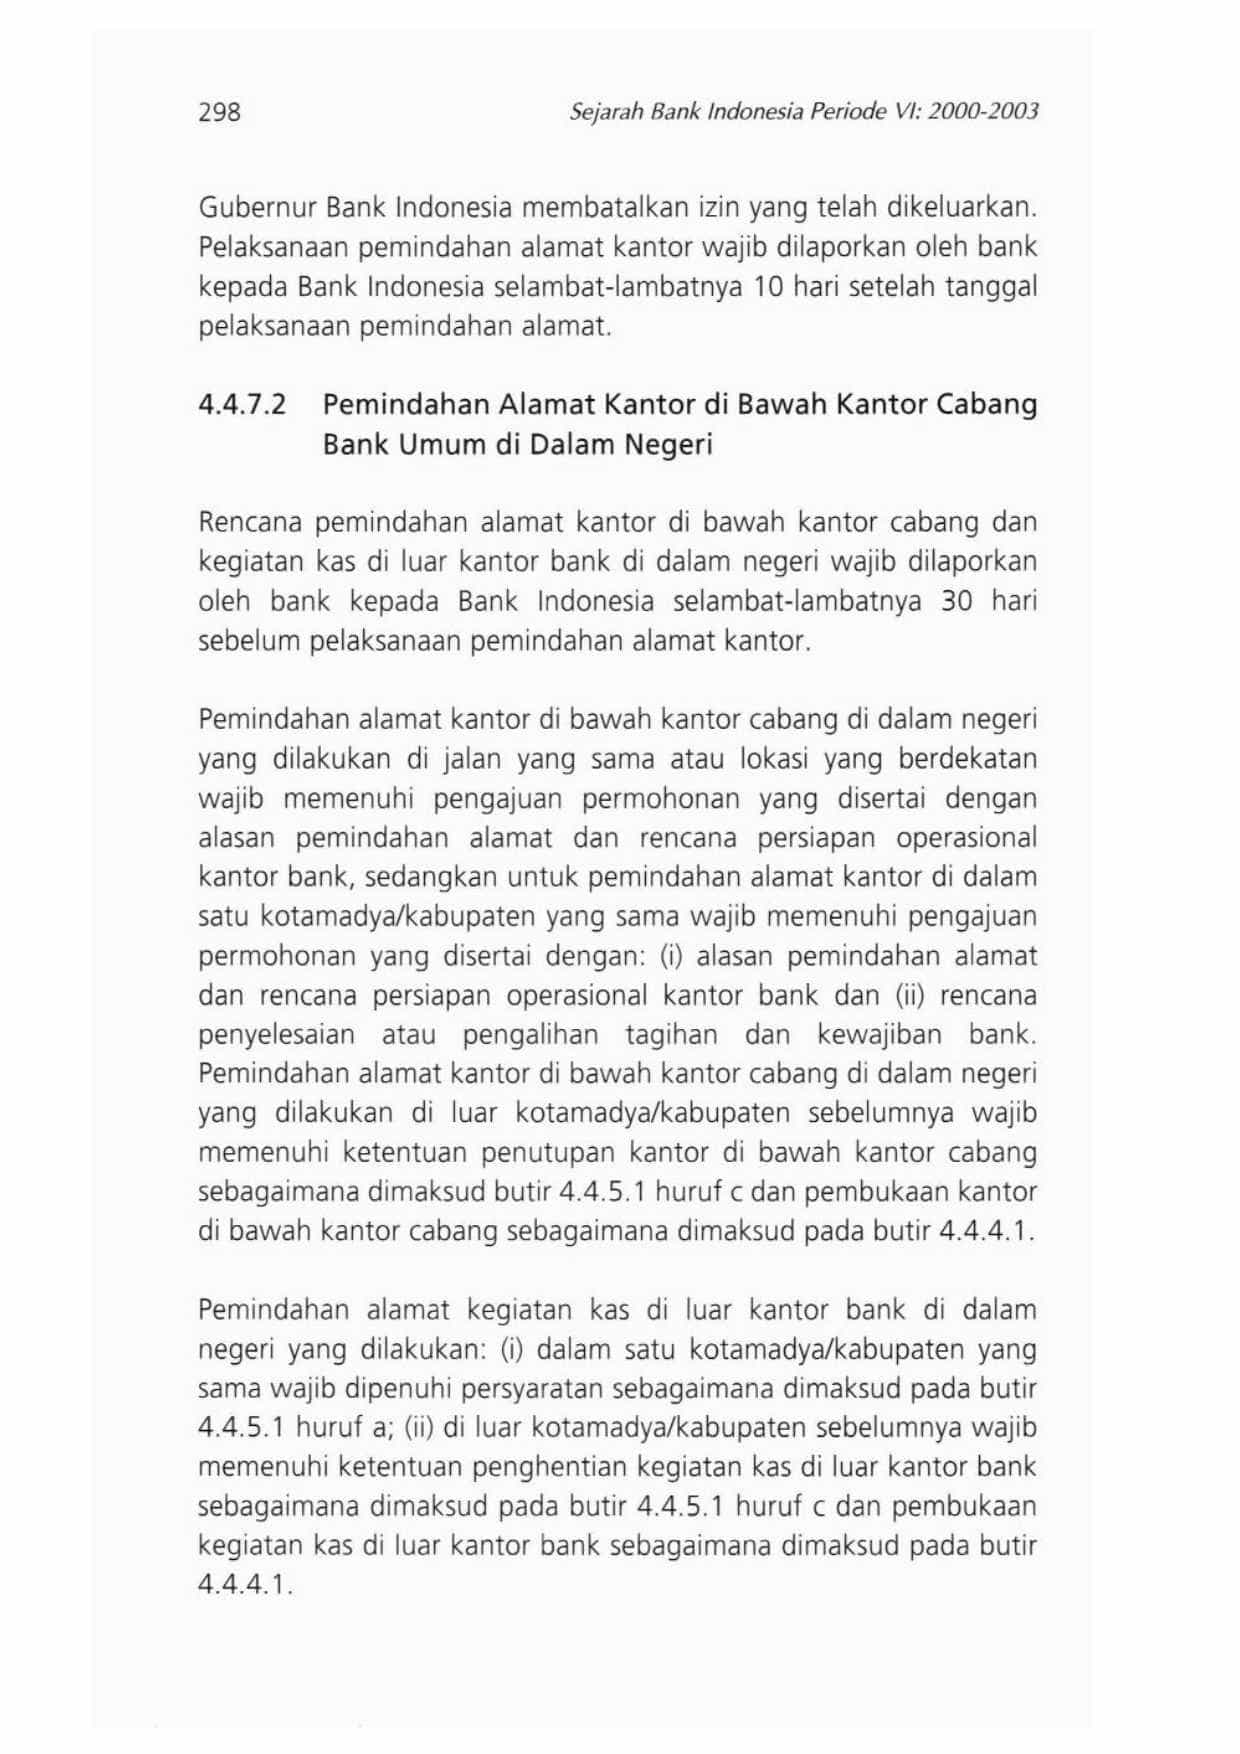 298
Sejarah Bank Indonesia Periode VI: 2000-2003
Gubernur Bank Indonesia membatalkan izin yang telah dikeluarkan.
Pelaksanaan pemindahan alamat kantor wajib dilaporkan oleh bank
kepada Bank Indonesia selambat-lambatnya 10 hari setelah tanggal
pelaksanaan pemindahan alamat.
4.4.7.2 Pemindahan Alamat Kantor di Bawah Kantor Cabang
Bank Umum di Dalam Negeri
Rencana pemindahan alamat kantor di bawah kantor cabang dan
kegiatan kas di luar kantor bank di dalam negeri wajib dilaporkan
oleh bank kepada Bank Indonesia selambat-lambatnya 30 hari
sebelum pelaksanaan pemindahan alamat kantor.
Pemindahan alamat kantor di bawah kantor cabang di dalam negeri
yang dilakukan di jalan yang sama atau lokasi yang berdekatan
wajib memenuhi pengajuan permohonan yang disertai dengan
alasan pemindahan alamat dan rencana persiapan operasional
kantor bank, sedangkan untuk pemindahan alamat kantor di dalam
satu kotamadya/kabupaten yang sama wajib memenuhi pengajuan
permohonan yang disertai dengan: (i) alasan pemindahan alamat
dan rencana persiapan operasional kantor bank dan (ii) rencana
penyelesaian atau pengalihan tagihan dan kewajiban bank.
Pemindahan alamat kantor di bawah kantor cabang di dalam negeri
yang dilakukan di luar kotamadya/kabupaten sebelumnya wajib
memenuhi ketentuan penutupan kantor di bawah kantor cabang
sebagaimana dimaksud butir 4.4.5.1 huruf c dan pembukaan kantor
di bawah kantor cabang sebagaimana dimaksud pada butir 4.4.4.1.
Pemindahan alamat kegiatan kas di luar kantor bank di dalam
negeri yang dilakukan: (i) dalam satu kotamadya/kabupaten yang
sama wajib dipenuhi persyaratan sebagaimana dimaksud pada butir
4.4.5.1 huruf a; (ii) di luar kotamadya/kabupaten sebelumnya wajib
memenuhi ketentuan penghentian kegiatan kas di luar kantor bank
sebagaimana dimaksud pada butir 4.4.5.1 huruf c dan pembukaan
kegiatan kas di luar kantor bank sebagaimana dimaksud pada butir
4.4.4.1.